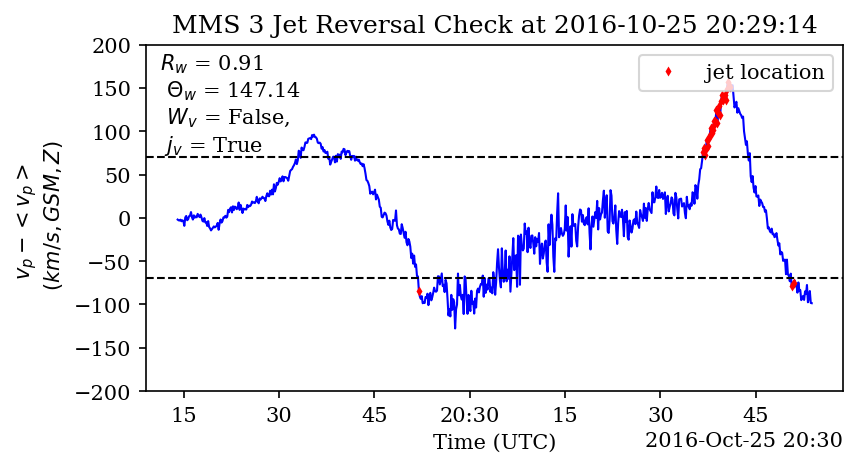 MMS 3 Jet Reversal Check at 2016-10-25 20:29:14
R_w = 0.91
Θ_w = 147.14
W_v = False,
j_v = True
jet location
200
150
100
50
0
−50
−100
−150
−200
v_p − < v_p >
(km/s, GSM, Z)
15 30 45 20:30 15 30 45
Time (UTC)
2016-Oct-25 20:30